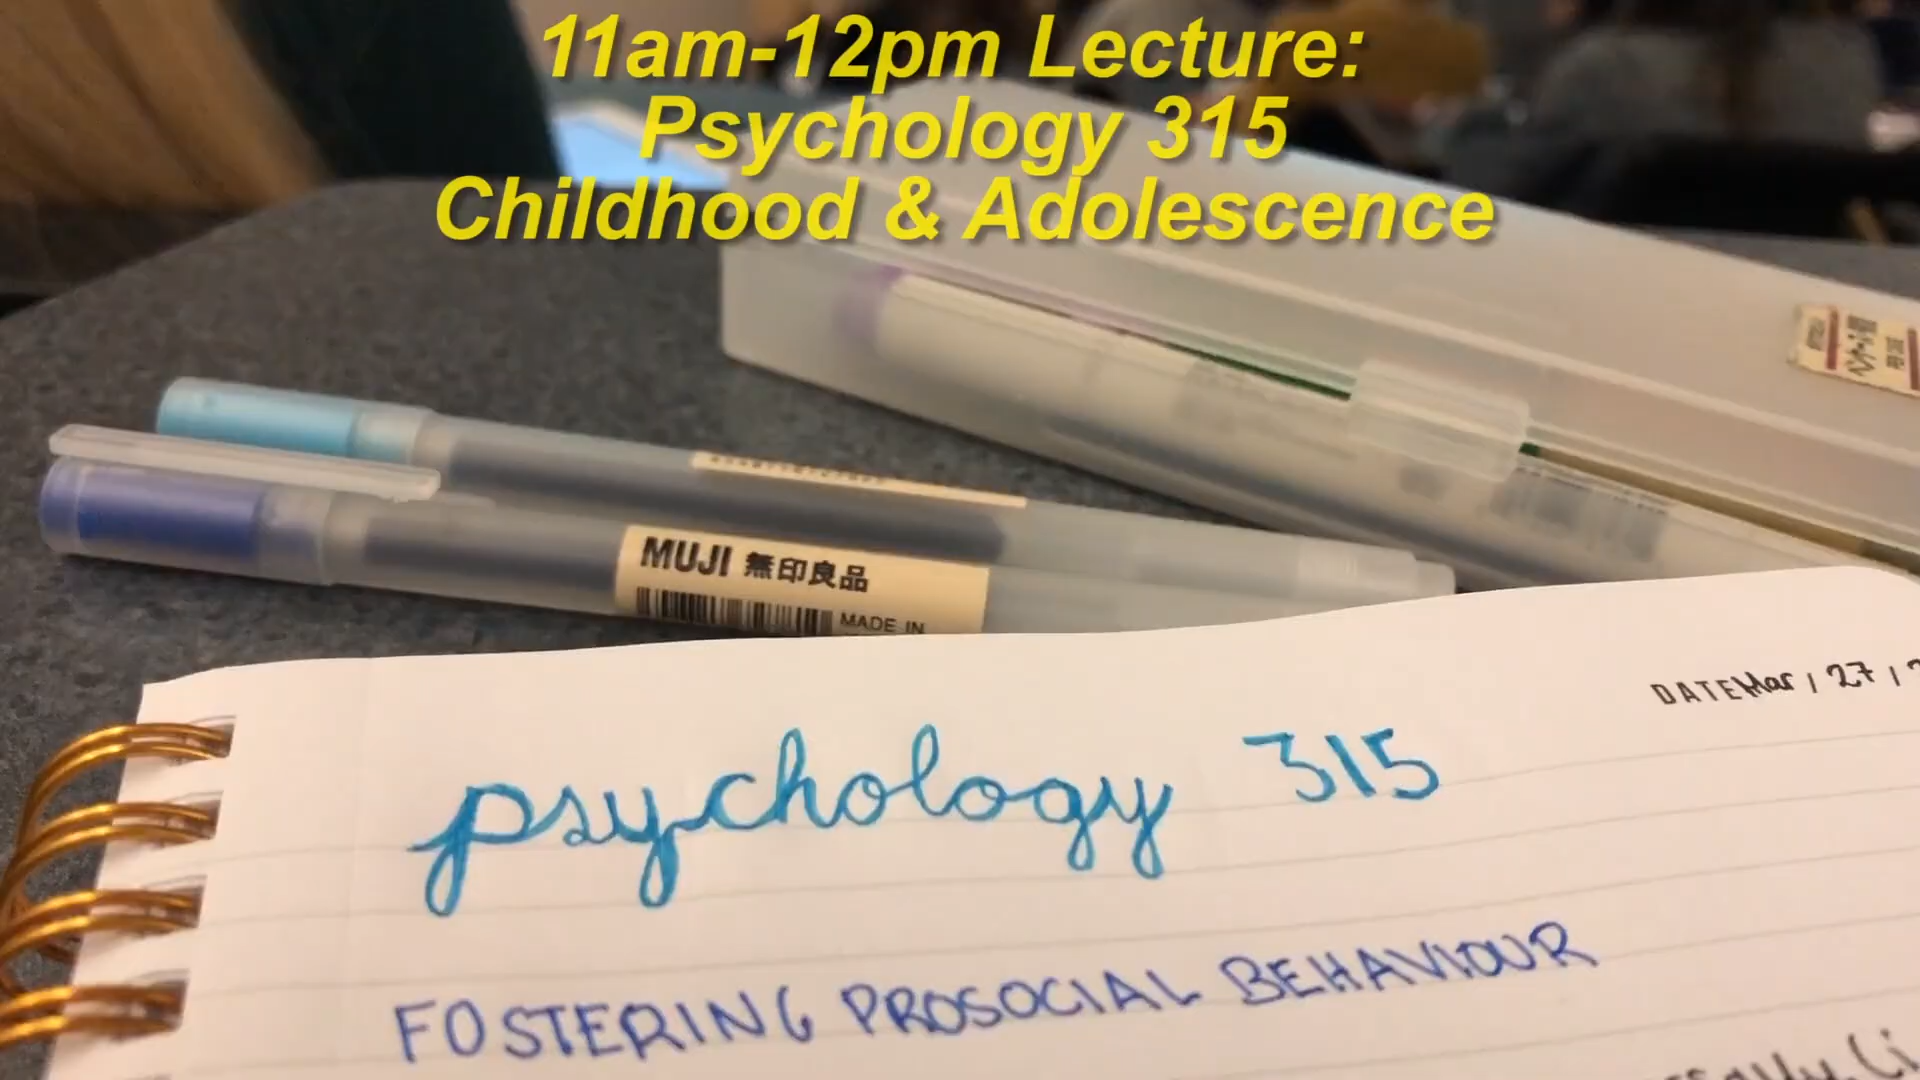 11am-12pm Lecture:
Psychology 315
Childhood & Adolescence
MUJI 無印良品
MADE IN
DATE Mar / 27 /
psychology 315
FOSTERING PROSOCIAL BEHAVIOUR